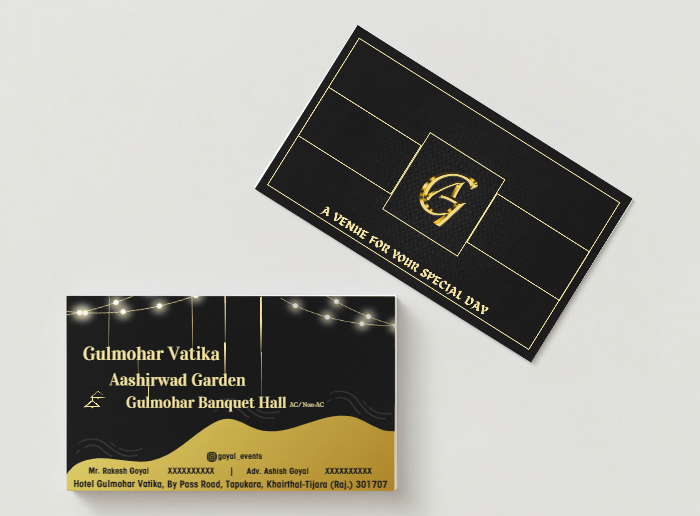 AG
A VENUE FOR YOUR SPECIAL DAY
Gulmohar Vatika
Aashirwad Garden
Gulmohar Banquet Hall AC/Non-AC
goyal_events
Mr. Rakesh Goyal XXXXXXXXXX | Adv. Ashish Goyal XXXXXXXXXX
Hotel Gulmohar Vatika, By Pass Road, Tapukara, Khairthal-Tijara (Raj.) 301707